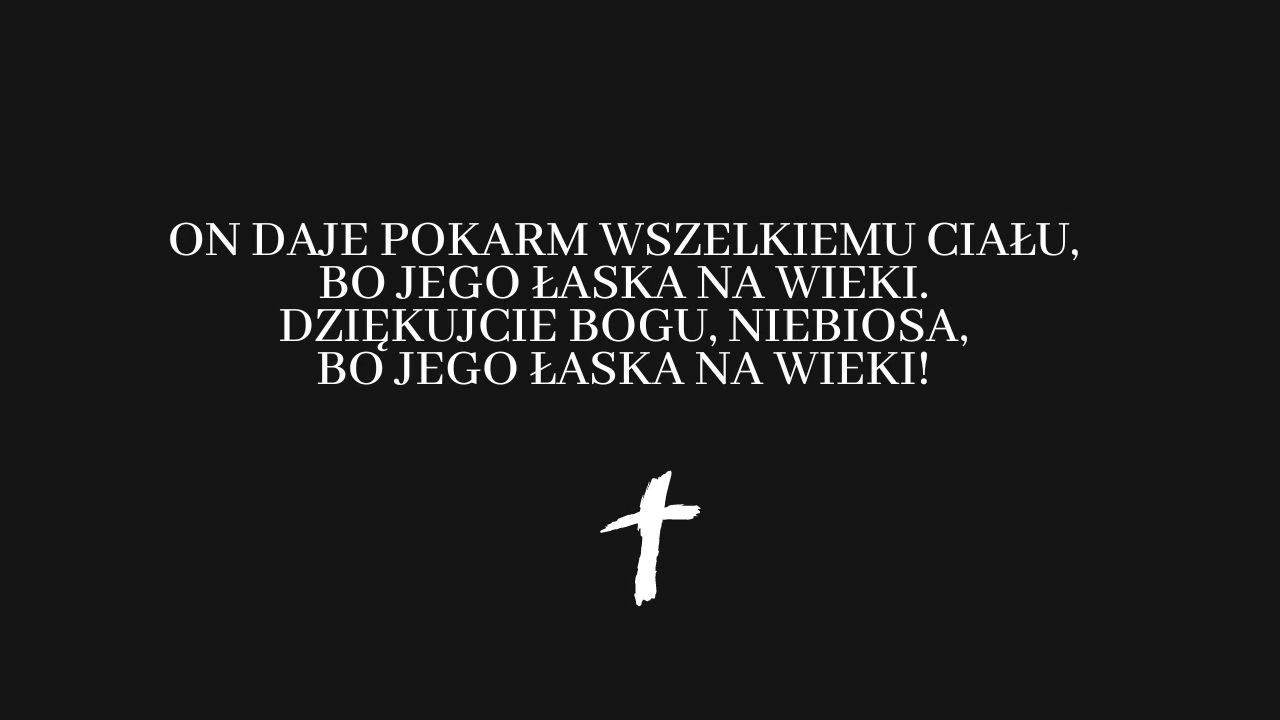 ON DAJE POKARM WSZELKIEMU CIAŁU,
BO JEGO ŁASKA NA WIEKI.
DZIĘKUJCIE BOGU, NIEBIOSA,
BO JEGO ŁASKA NA WIEKI!